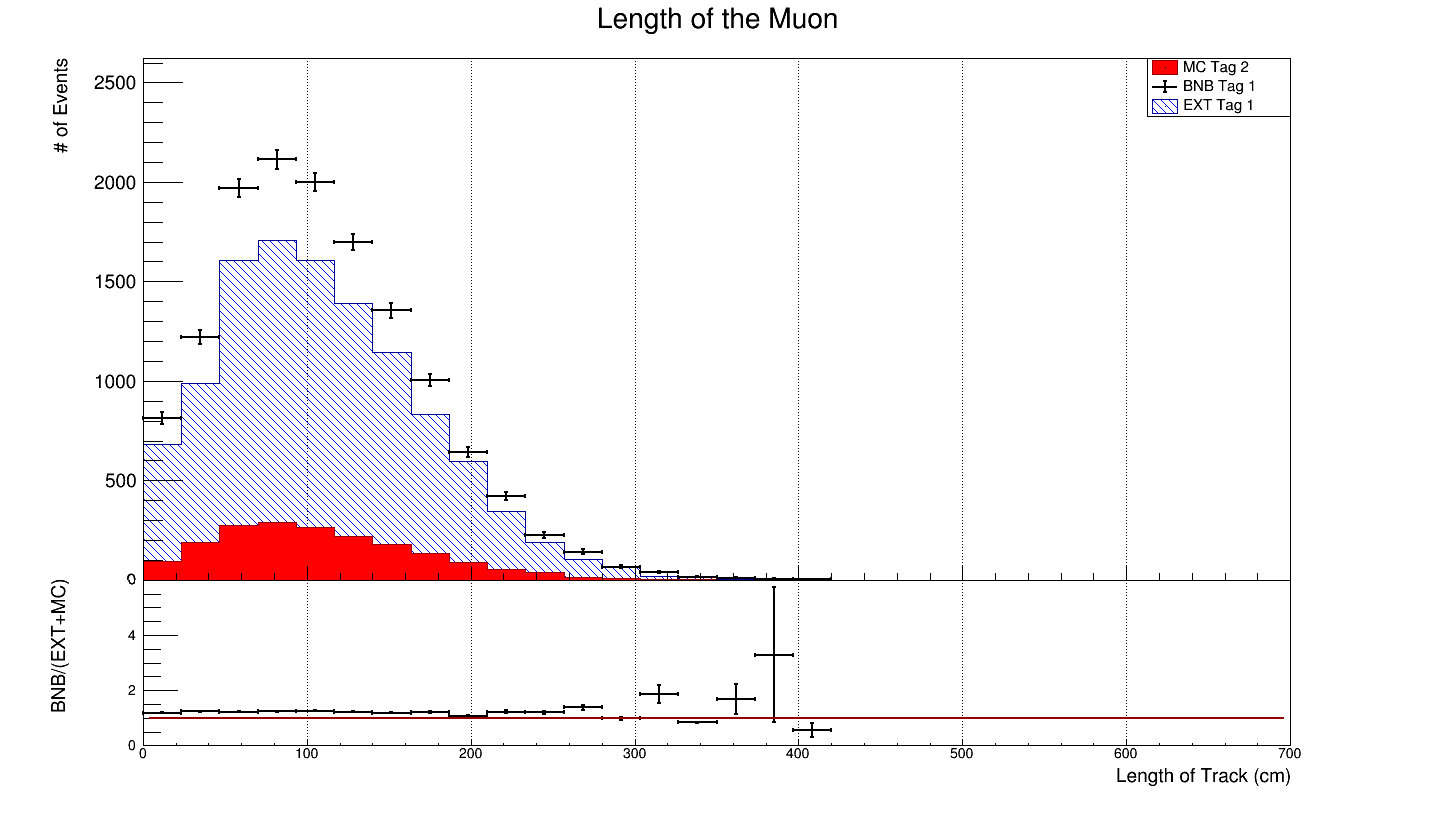 Length of the Muon
# of Events
2500
2000
1500
1000
500
0
MC Tag 2
BNB Tag 1
EXT Tag 1
BNB/(EXT+MC)
4
2
0
0 100 200 300 400 500 600 700
Length of Track (cm)